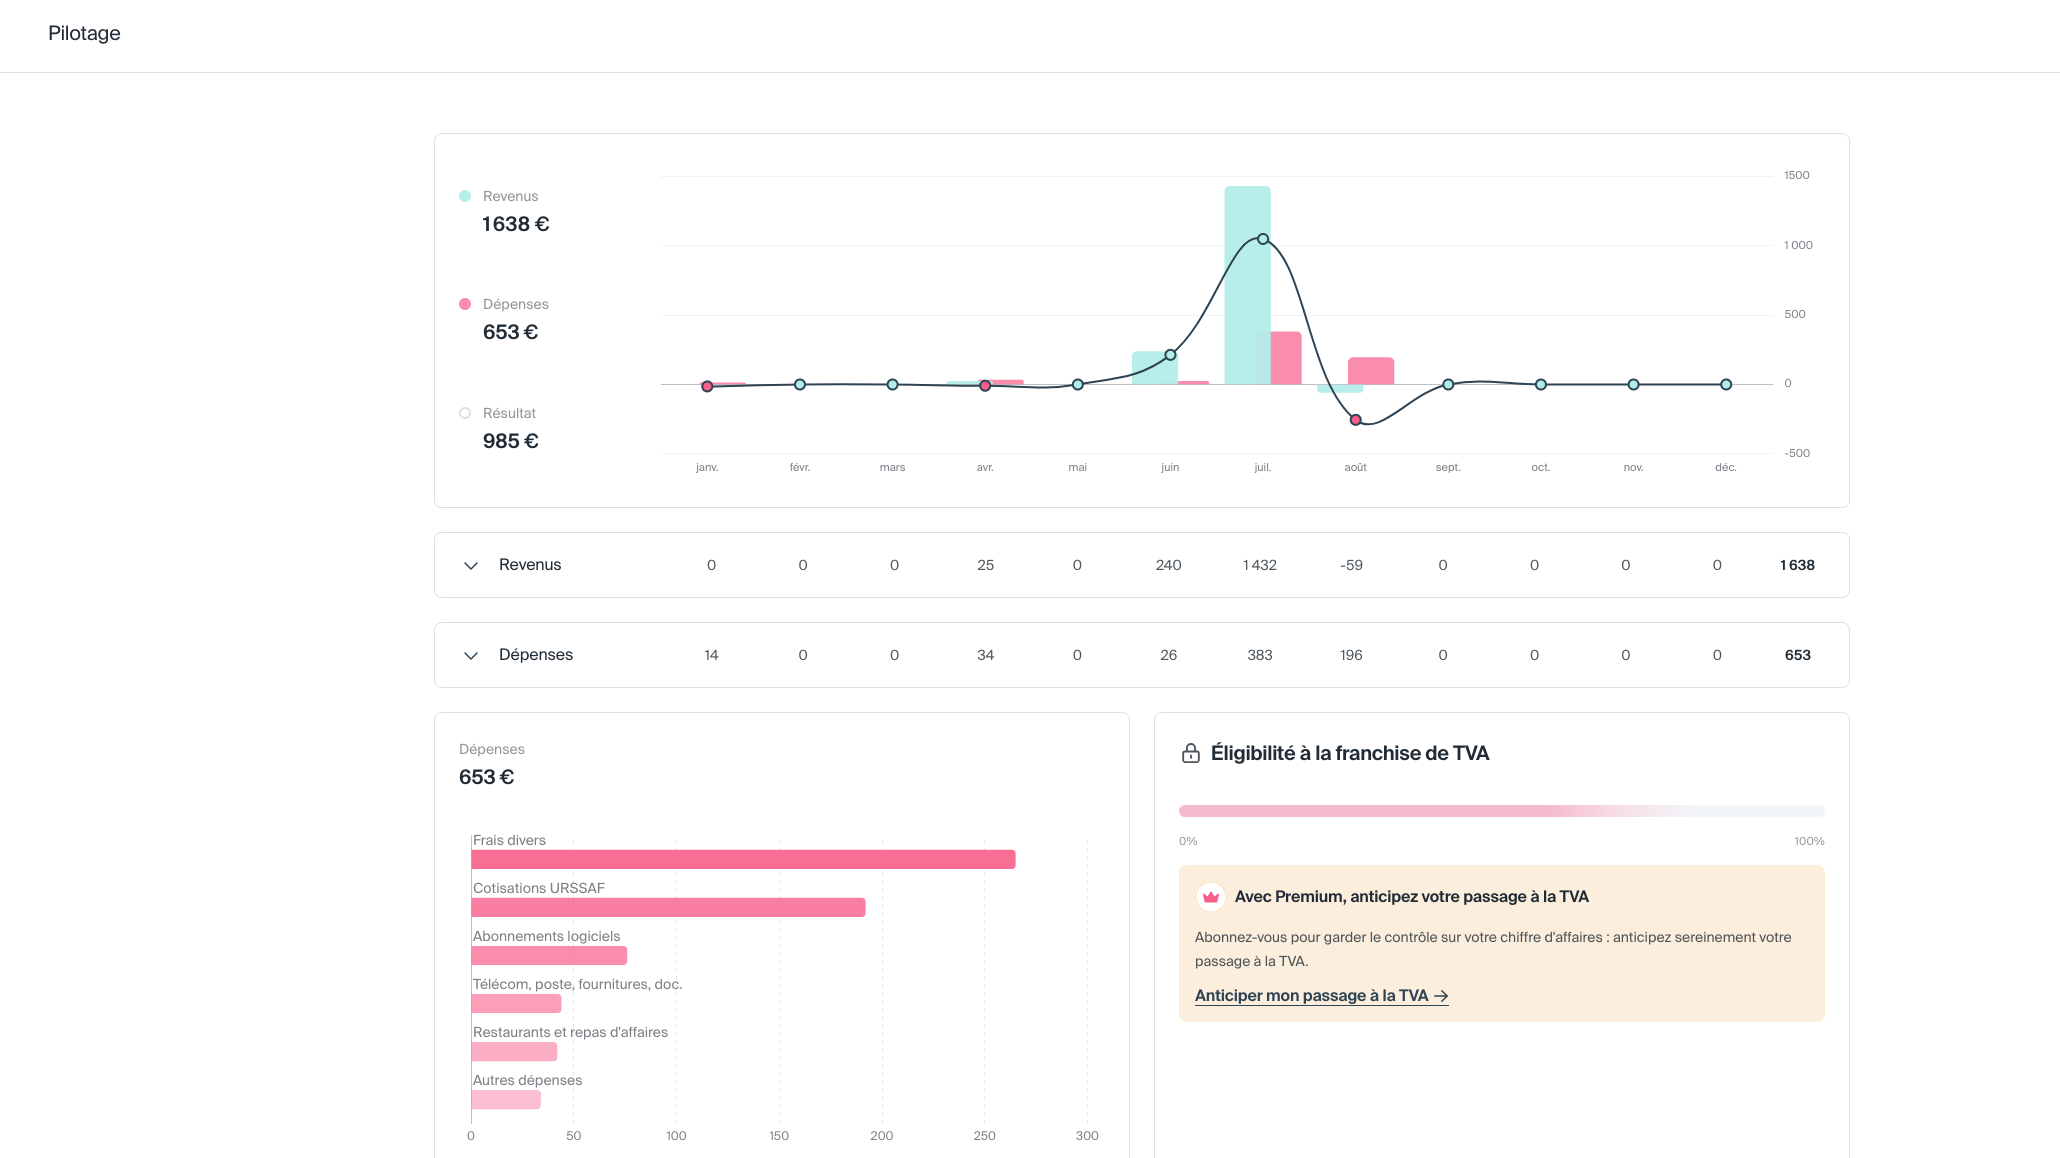 Pilotage
Revenus
1 638 €
Dépenses
653 €
Résultat
985 €
1500
1 000
500
0
-500
janv. févr. mars avr. mai juin juil. août sept. oct. nov. déc.
Revenus 0 0 0 25 0 240 1 432 -59 0 0 0 0 1 638
Dépenses 14 0 0 34 0 26 383 196 0 0 0 0 653
Dépenses
653 €
Frais divers
Cotisations URSSAF
Abonnements logiciels
Télécom, poste, fournitures, doc.
Restaurants et repas d'affaires
Autres dépenses
0 50 100 150 200 250 300
Éligibilité à la franchise de TVA
0% 100%
Avec Premium, anticipez votre passage à la TVA
Abonnez-vous pour garder le contrôle sur votre chiffre d'affaires : anticipez sereinement votre
passage à la TVA.
Anticiper mon passage à la TVA →